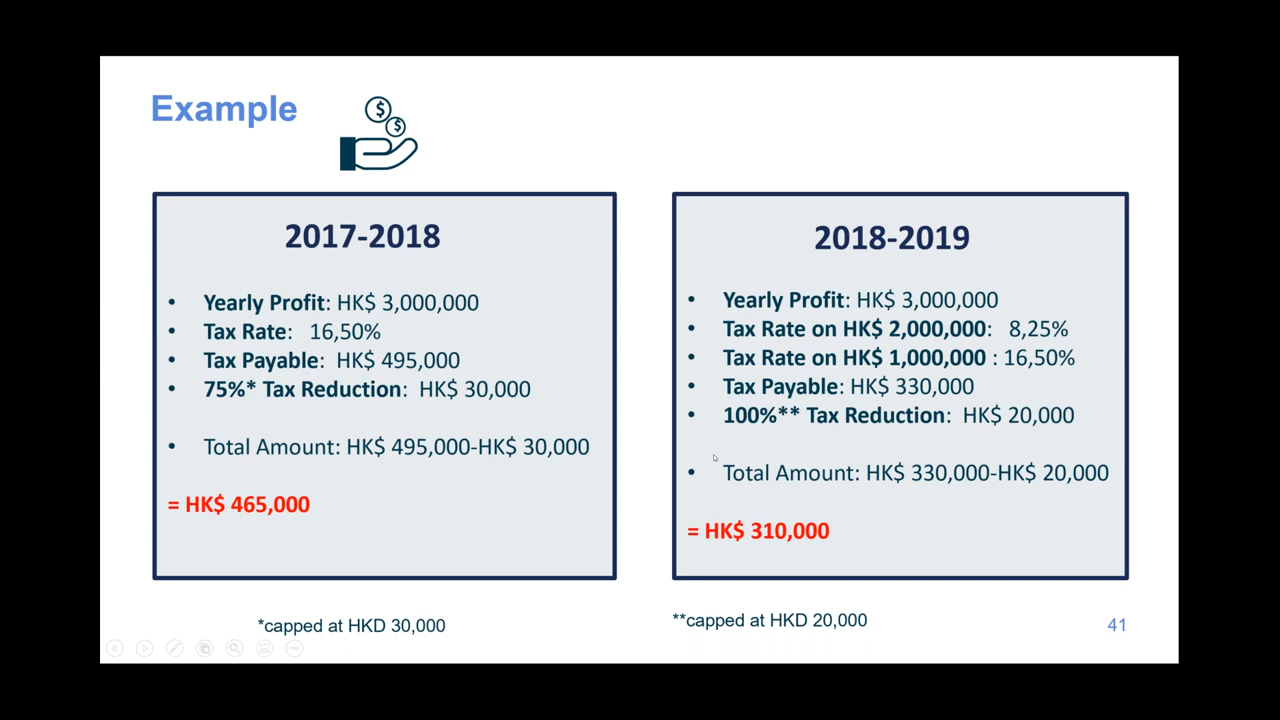 Example
$
$
2017-2018
• Yearly Profit: HK$ 3,000,000
• Tax Rate: 16,50%
• Tax Payable: HK$ 495,000
• 75%* Tax Reduction: HK$ 30,000
• Total Amount: HK$ 495,000-HK$ 30,000
= HK$ 465,000
*capped at HKD 30,000
2018-2019
• Yearly Profit: HK$ 3,000,000
• Tax Rate on HK$ 2,000,000: 8,25%
• Tax Rate on HK$ 1,000,000 : 16,50%
• Tax Payable: HK$ 330,000
• 100%** Tax Reduction: HK$ 20,000
• Total Amount: HK$ 330,000-HK$ 20,000
= HK$ 310,000
**capped at HKD 20,000
41